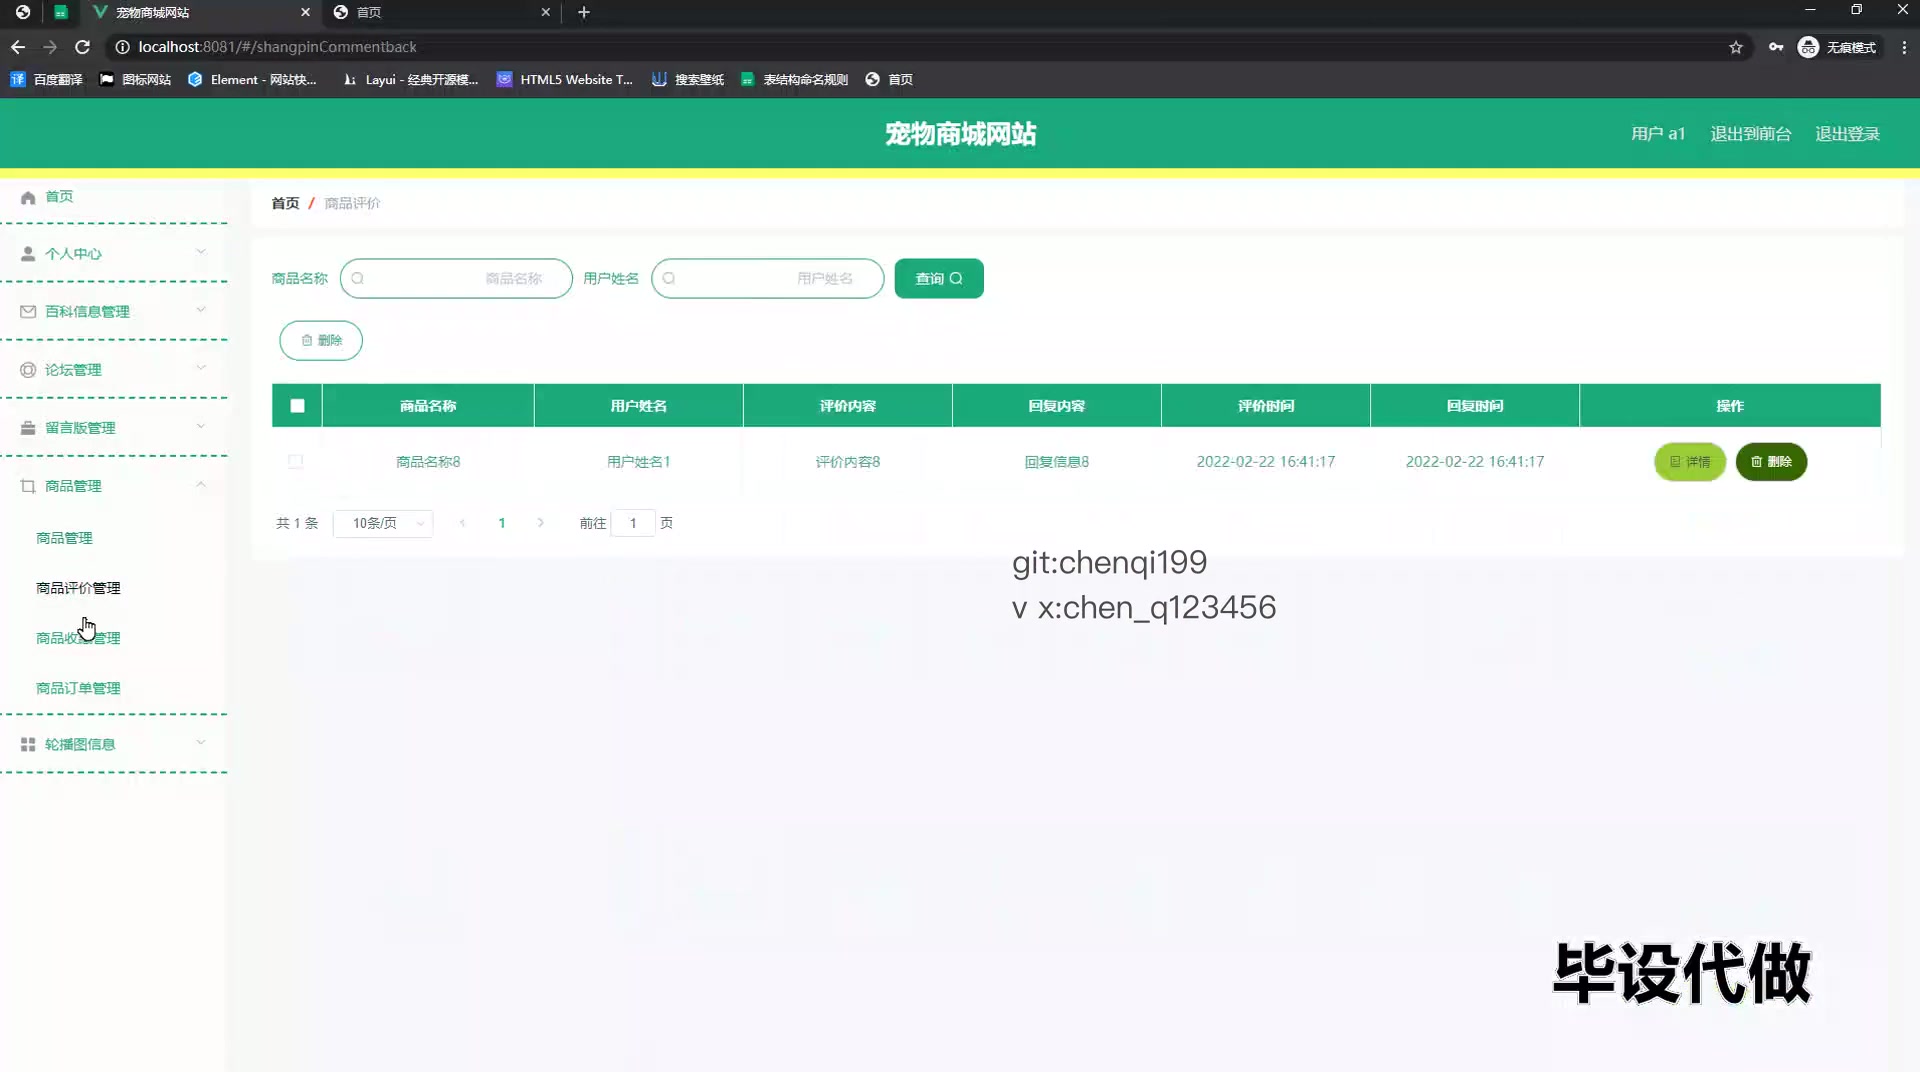 宠物商城网站
首页
localhost:8081/#/shangpinCommentback
无痕模式
百度翻译
图标网站
Element - 网站快...
Layui - 经典开源模...
HTML5 Website T...
搜索壁纸
表结构命名规则
首页
宠物商城网站
用户 a1
退出到前台
退出登录
首页
个人中心
百科信息管理
论坛管理
留言版管理
商品管理
商品管理
商品评价管理
商品收藏管理
商品订单管理
轮播图信息
首页 / 商品评价
商品名称 商品名称 用户姓名 用户姓名 查询
删除
商品名称 用户姓名 评价内容 回复内容 评价时间 回复时间 操作
商品名称8 用户姓名1 评价内容8 回复信息8 2022-02-22 16:41:17 2022-02-22 16:41:17 详情 删除
共 1 条 10条/页 1 前往 1 页
git:chenqi199
v x:chen_q123456
毕设代做